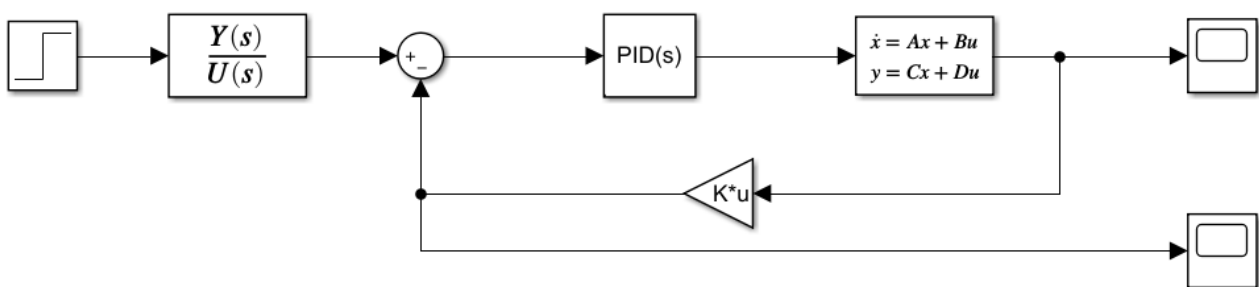 Y(s)
U(s)
+
−
PID(s)
ẋ = Ax + Bu
y = Cx + Du
K*u